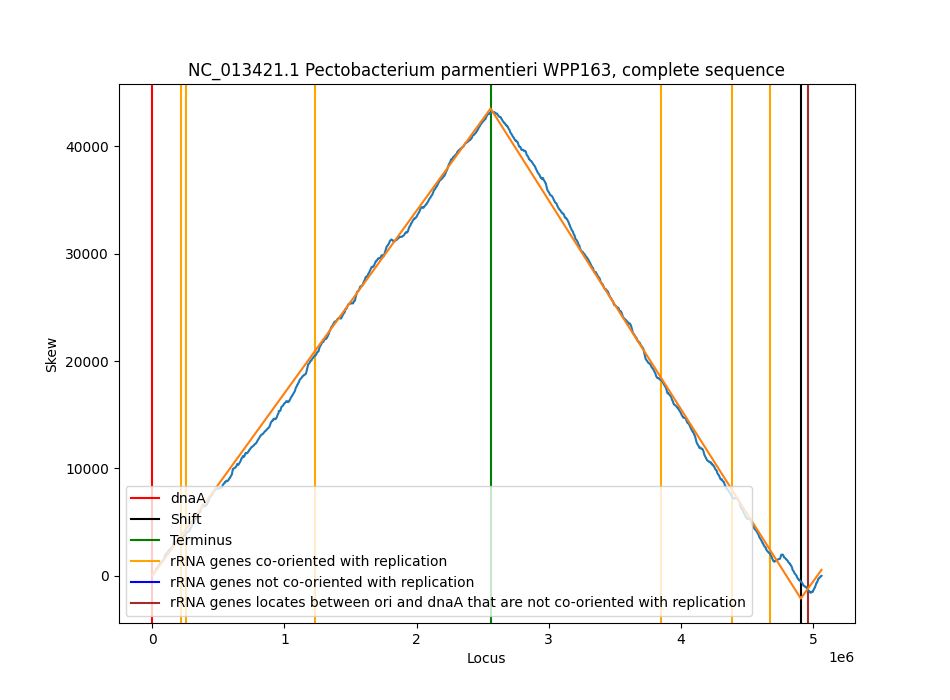 NC_013421.1 Pectobacterium parmentieri WPP163, complete sequence
Skew
40000
30000
20000
10000
0
dnaA
Shift
Terminus
rRNA genes co-oriented with replication
rRNA genes not co-oriented with replication
rRNA genes locates between ori and dnaA that are not co-oriented with replication
0 1 2 3 4 5
1e6
Locus